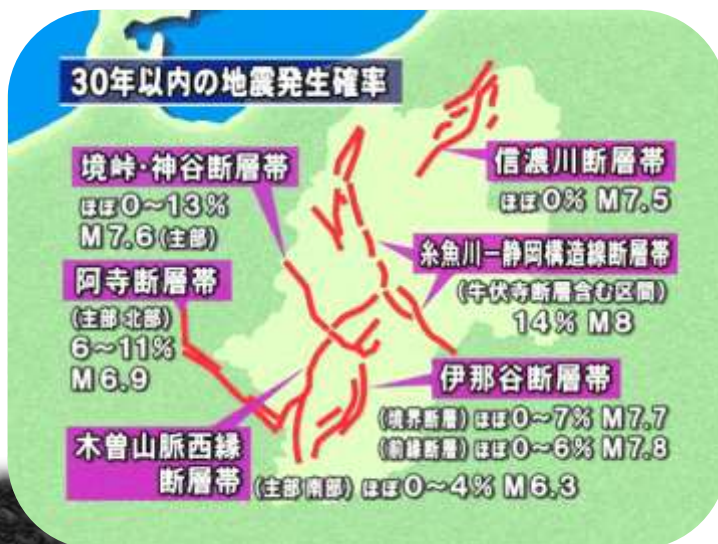 30年以内の地震発生確率
境峠・神谷断層帯
ほぼ0～13%
M7.6(主部)
阿寺断層帯
(主部 北部)
6～11%
M6.9
木曽山脈西縁
断層帯
(主部 南部) ほぼ0～4% M6.3
信濃川断層帯
ほぼ0% M7.5
糸魚川－静岡構造線断層帯
(牛伏寺断層含む区間)
14% M8
伊那谷断層帯
(境界断層) ほぼ0～7% M7.7
(前縁断層) ほぼ0～6% M7.8